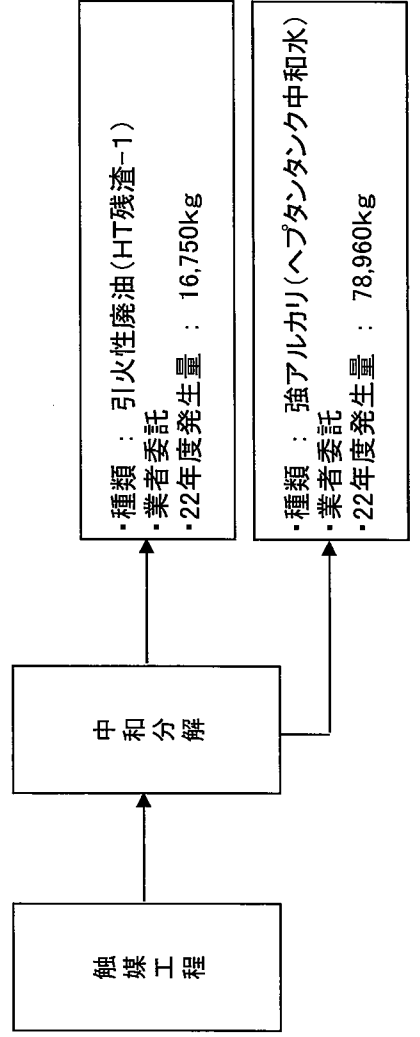 触媒工程
中和分解
・種類 : 引火性廃油(HT残渣-1)
・業者委託
・22年度発生量 : 16,750kg
・種類 : 強アルカリ(ヘプタンタンク中和水)
・業者委託
・22年度発生量 : 78,960kg